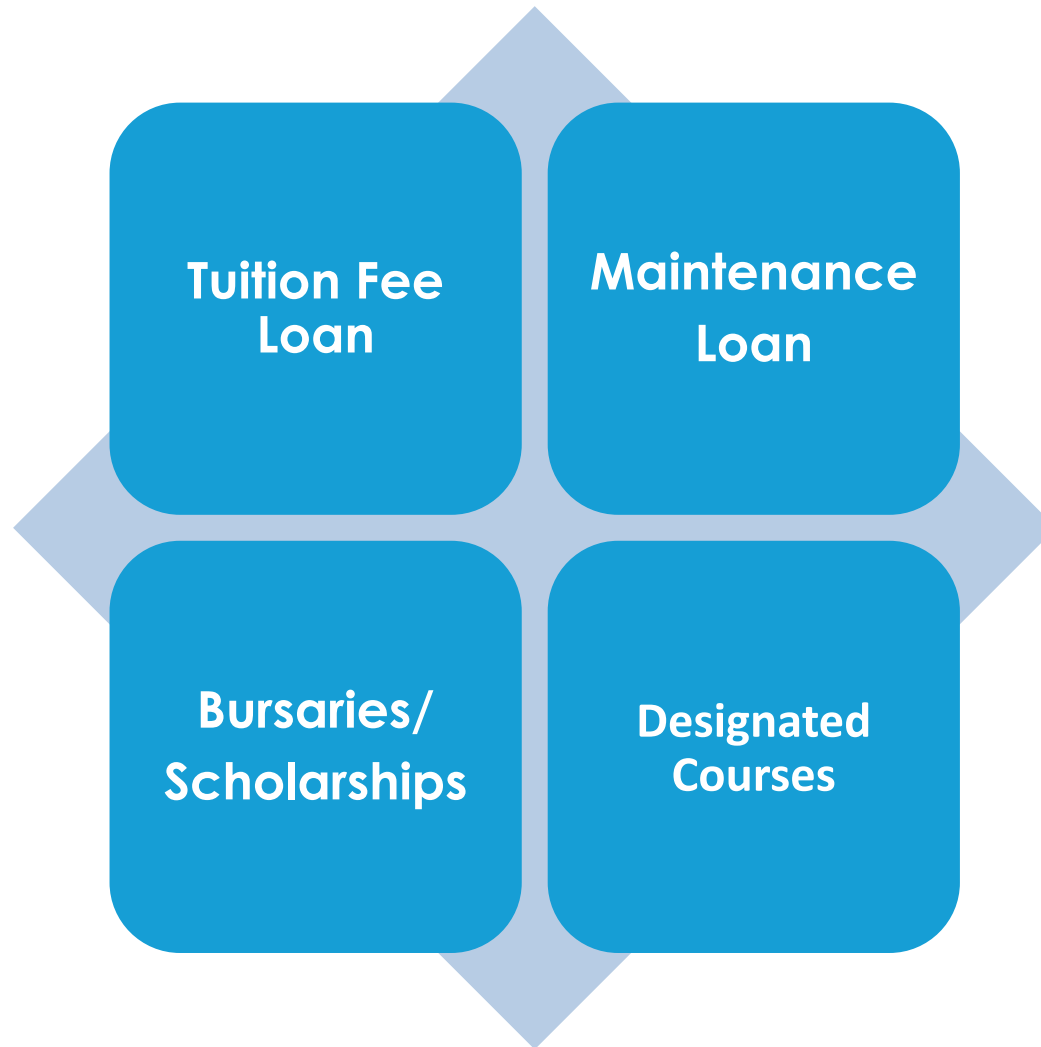 Tuition Fee
Loan
Maintenance
Loan
Bursaries/
Scholarships
Designated
Courses